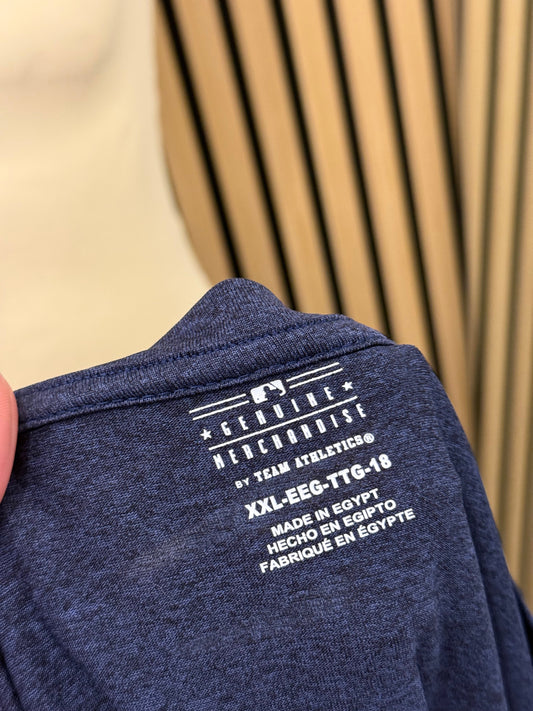 GENUINE
MERCHANDISE
BY TEAM ATHLETICS®
XXL-EEG-TTG-18
MADE IN EGYPT
HECHO EN EGIPTO
FABRIQUÉ EN ÉGYPTE